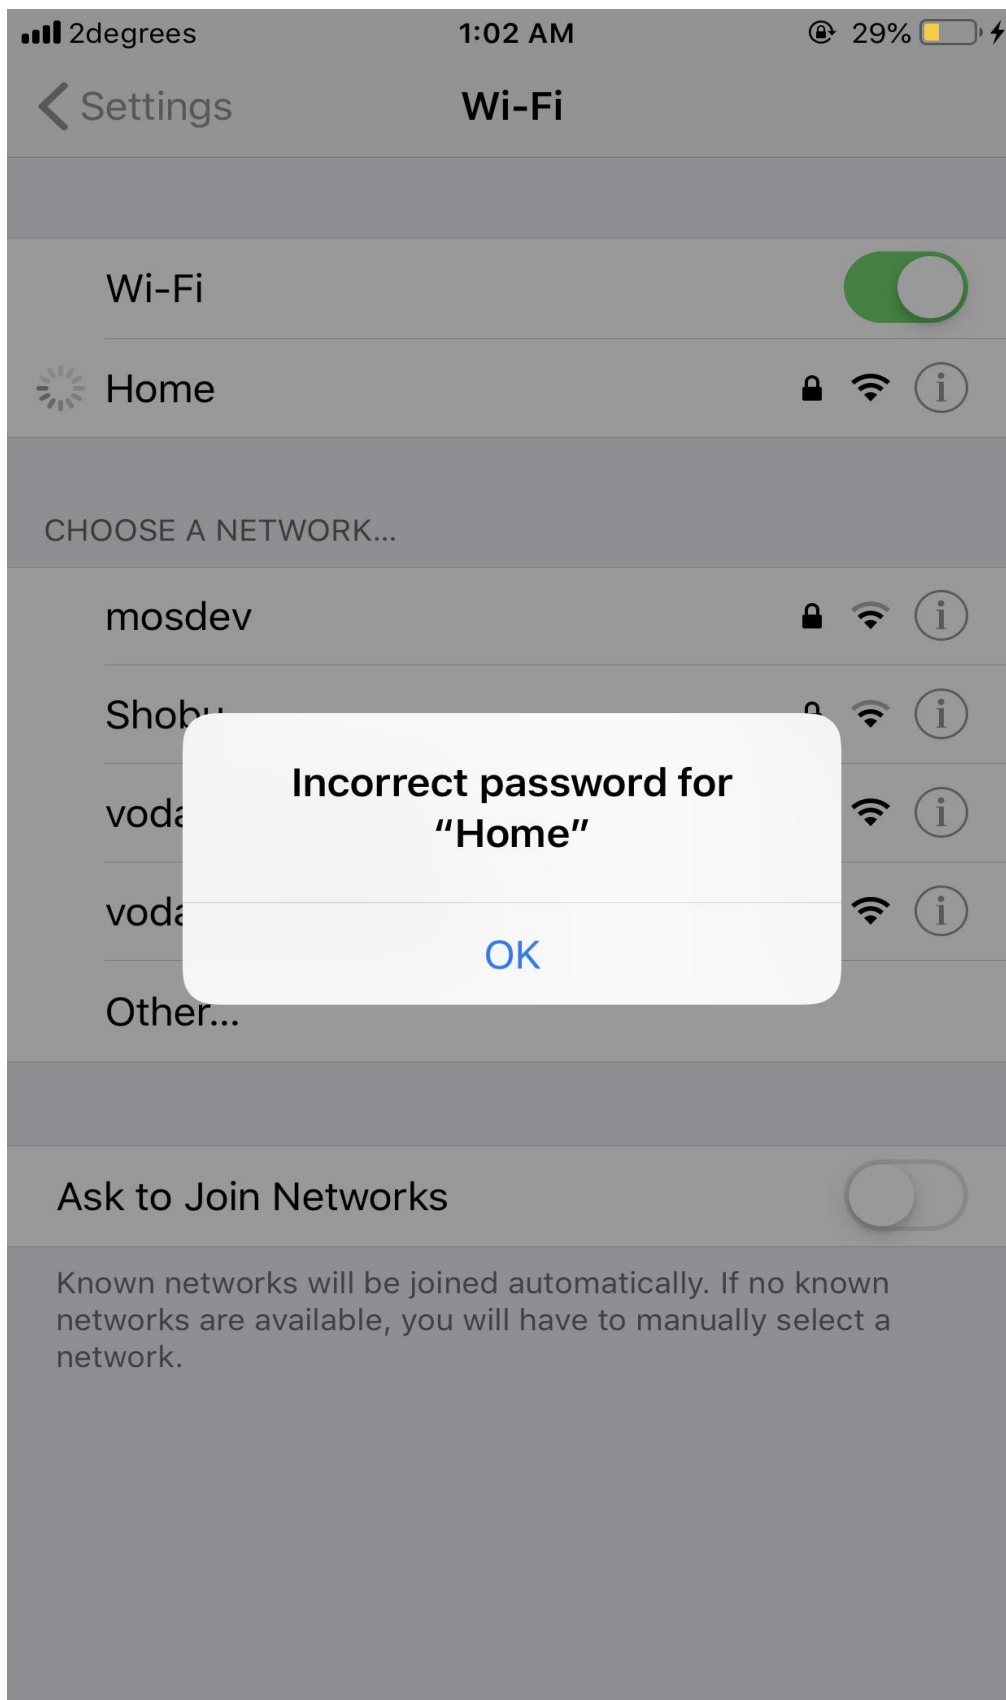 2degrees 1:02 AM 29%
Settings Wi-Fi
Wi-Fi
Home
CHOOSE A NETWORK...
mosdev
Incorrect password for
“Home”
OK
Other...
Ask to Join Networks
Known networks will be joined automatically. If no known
networks are available, you will have to manually select a
network.